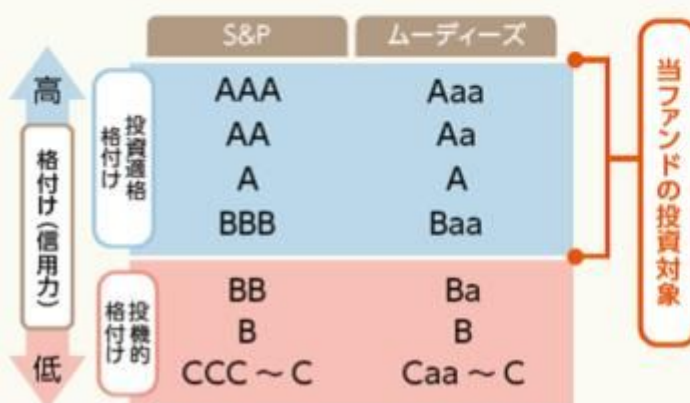 S&P ムーディーズ
高
格付け(信用力)
低
投資適格
格付け
AAA Aaa
AA Aa
A A
BBB Baa
投機的
格付け
BB Ba
B B
CCC ～ C Caa ～ C
当ファンドの投資対象